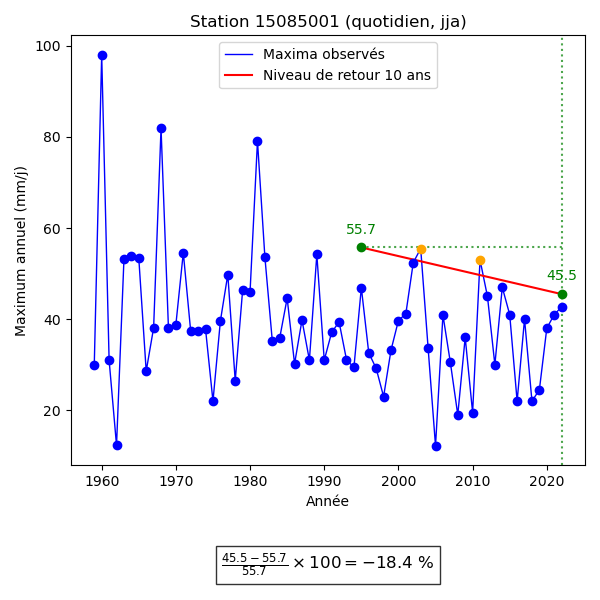 Station 15085001 (quotidien, jja)
Maxima observés
Niveau de retour 10 ans
Maximum annuel (mm/j)
100
80
60
40
20
55.7
45.5
1960 1970 1980 1990 2000 2010 2020
Année
45.5 − 55.7
55.7
× 100 = −18.4 %